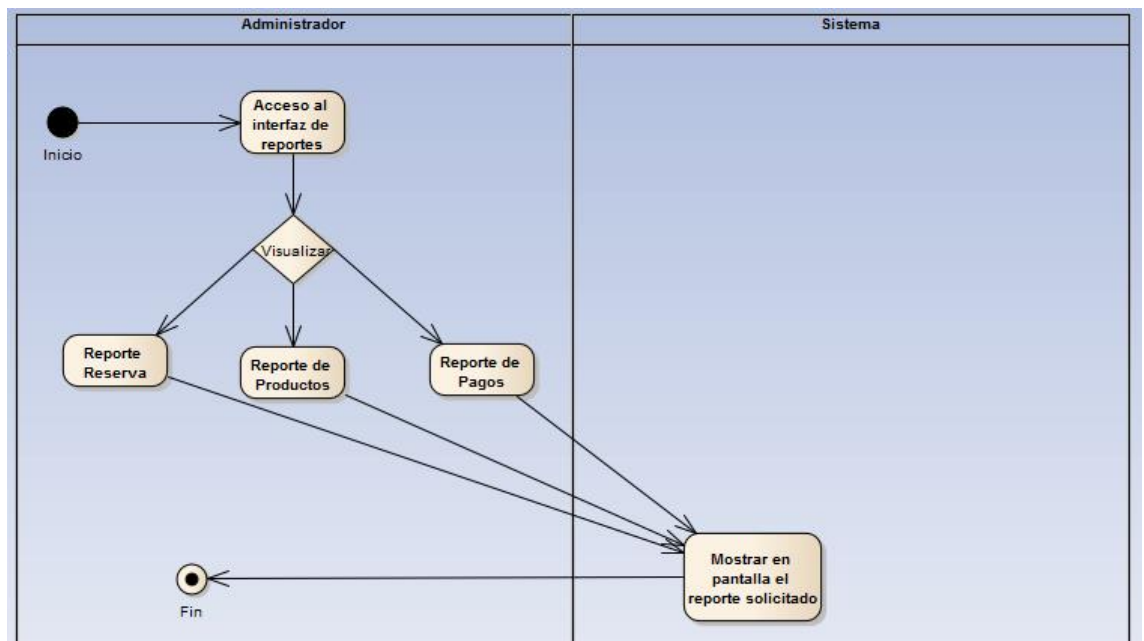 Administrador
Sistema
Acceso al
interfaz de
reportes
Inicio
Visualizar
Reporte
Reserva
Reporte de
Productos
Reporte de
Pagos
Mostrar en
pantalla el
reporte solicitado
Fin